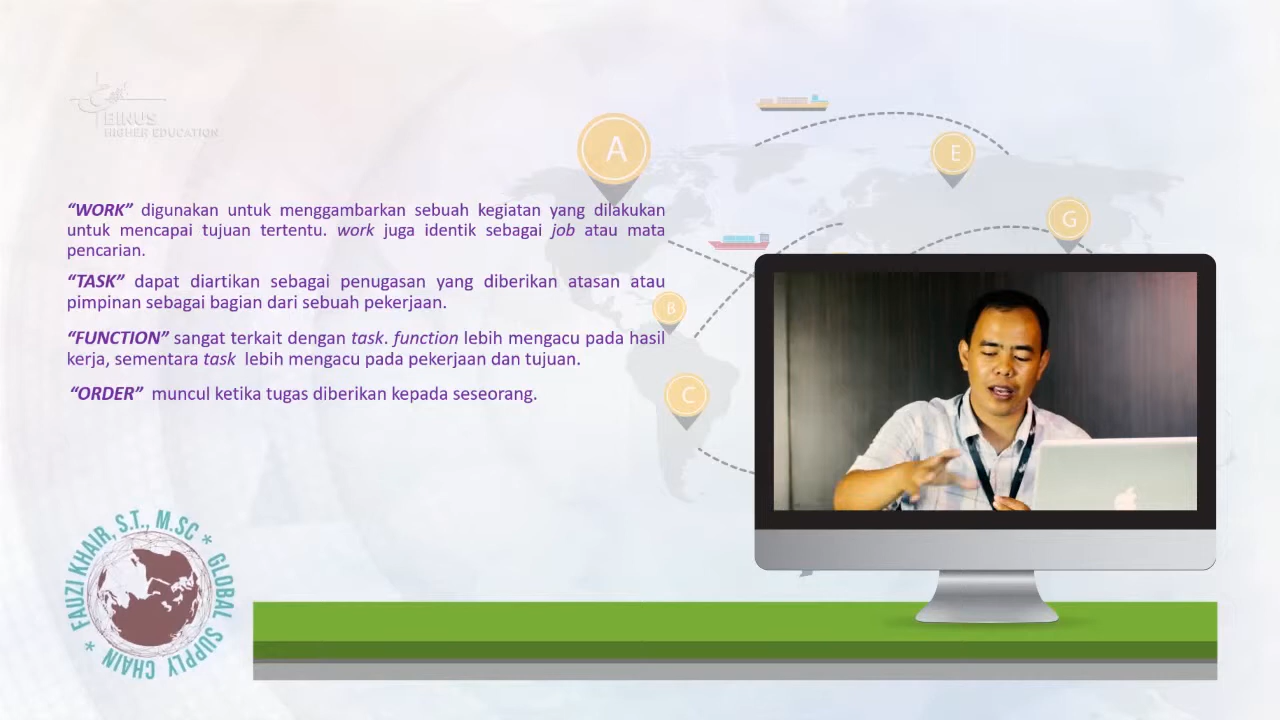 BINUS
HIGHER EDUCATION
A
E
G
B
C
“WORK” digunakan untuk menggambarkan sebuah kegiatan yang dilakukan
untuk mencapai tujuan tertentu. work juga identik sebagai job atau mata
pencarian.
“TASK” dapat diartikan sebagai penugasan yang diberikan atasan atau
pimpinan sebagai bagian dari sebuah pekerjaan.
“FUNCTION” sangat terkait dengan task. function lebih mengacu pada hasil
kerja, sementara task lebih mengacu pada pekerjaan dan tujuan.
“ORDER” muncul ketika tugas diberikan kepada seseorang.
FAUZI KHAIR, S.T., M.SC * GLOBAL SUPPLY CHAIN *